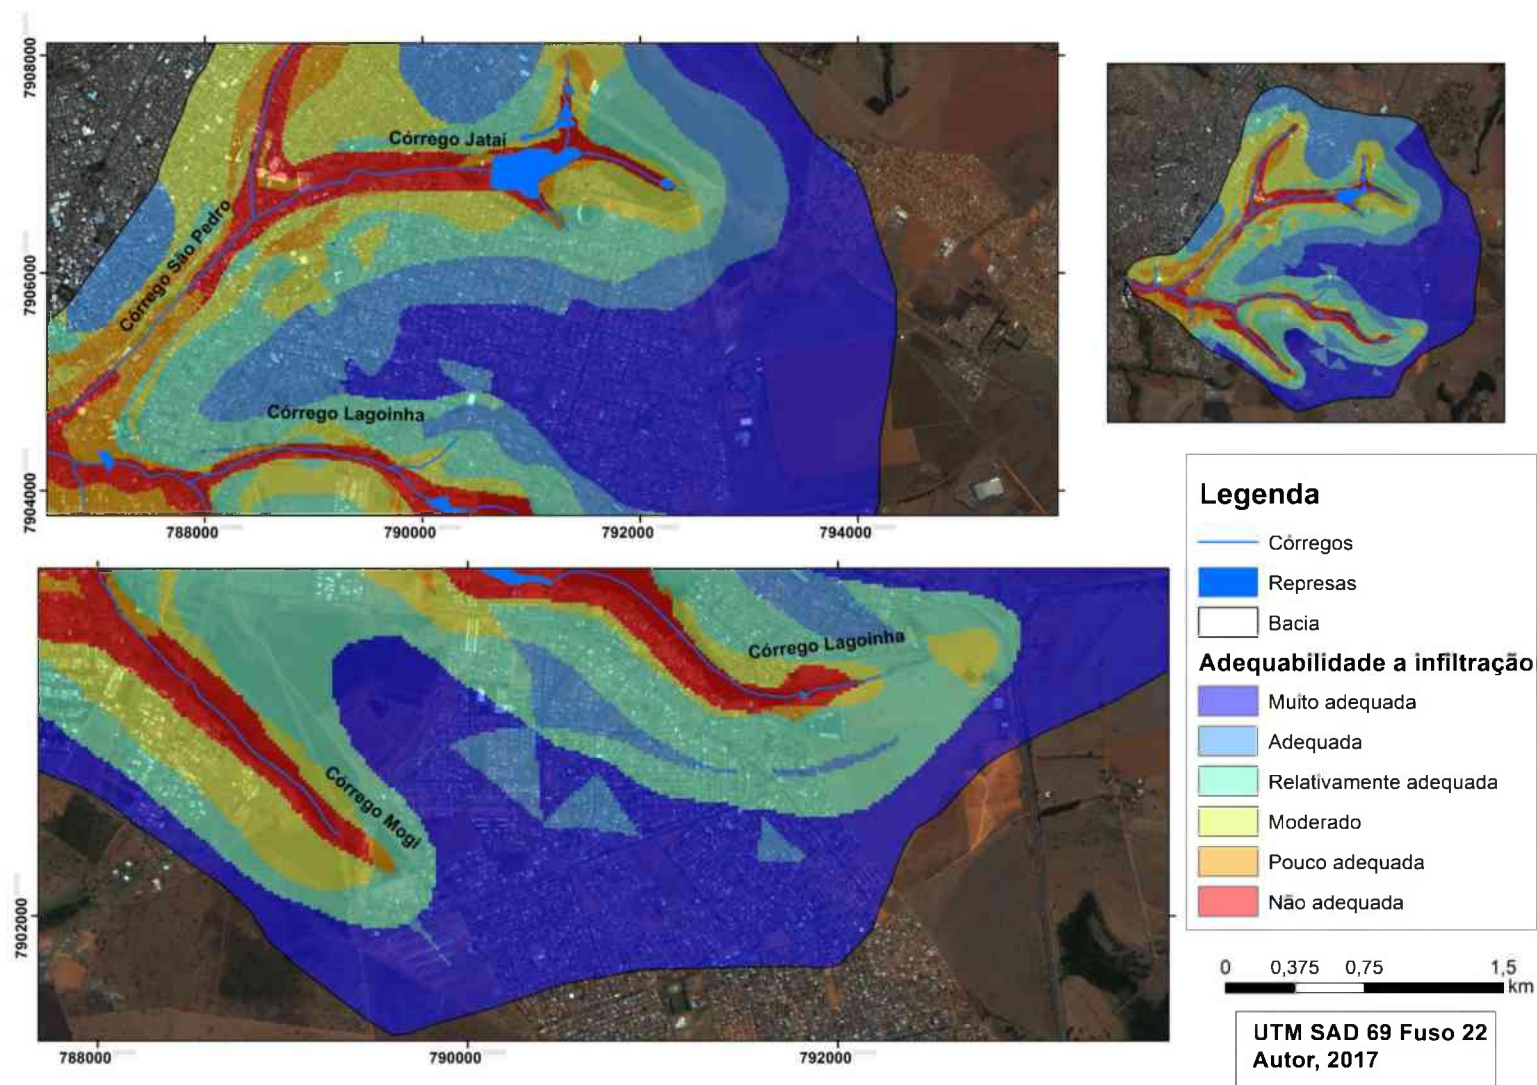 7908000
7906000
7904000
Córrego Jataí
Córrego São Pedro
Córrego Lagoinha
788000
790000
792000
794000
Córrego Lagoinha
Córrego Mogi
7902000
788000
790000
792000
Legenda
Córregos
Represas
Bacia
Adequabilidade a infiltração
Muito adequada
Adequada
Relativamente adequada
Moderado
Pouco adequada
Não adequada
0 0,375 0,75 1,5
km
UTM SAD 69 Fuso 22
Autor, 2017